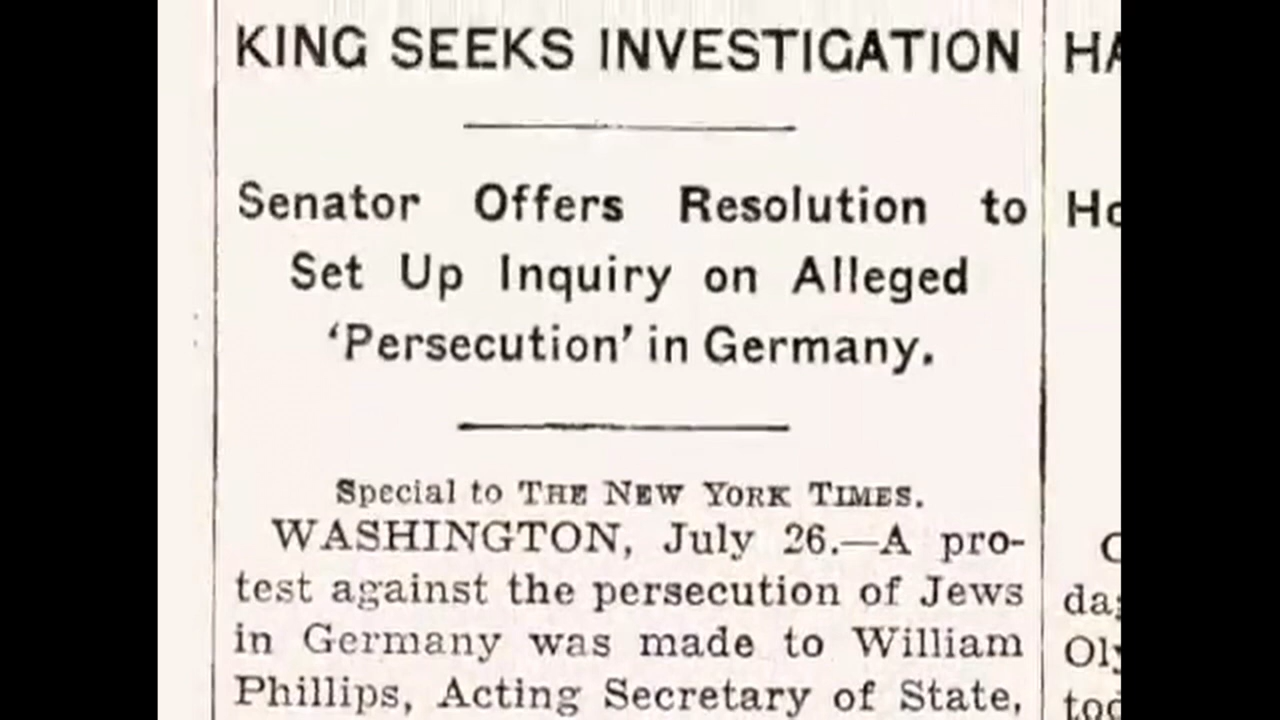 KING SEEKS INVESTIGATION
Senator Offers Resolution to
Set Up Inquiry on Alleged
‘Persecution’ in Germany.
Special to THE NEW YORK TIMES.
WASHINGTON, July 26.—A pro-
test against the persecution of Jews
in Germany was made to William
Phillips, Acting Secretary of State,